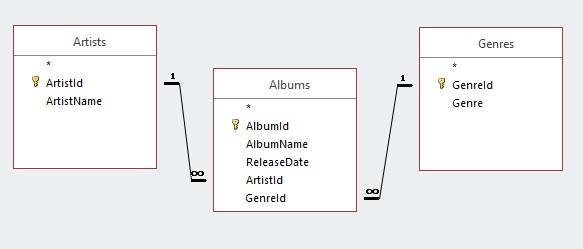 Artists
*
ArtistId
ArtistName
1
∞
Albums
*
AlbumId
AlbumName
ReleaseDate
ArtistId
GenreId
1
∞
Genres
*
GenreId
Genre